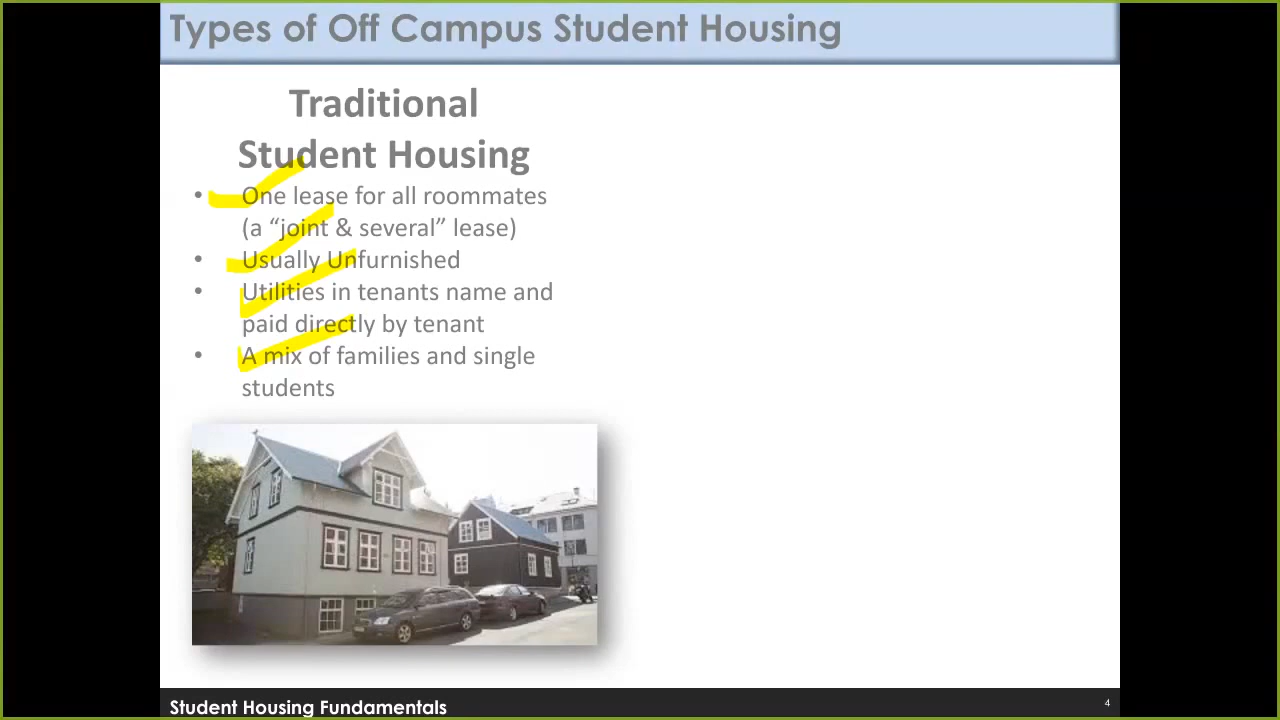 Types of Off Campus Student Housing
Traditional
Student Housing
• One lease for all roommates
(a “joint & several” lease)
• Usually Unfurnished
• Utilities in tenants name and
paid directly by tenant
• A mix of families and single
students
Student Housing Fundamentals
4